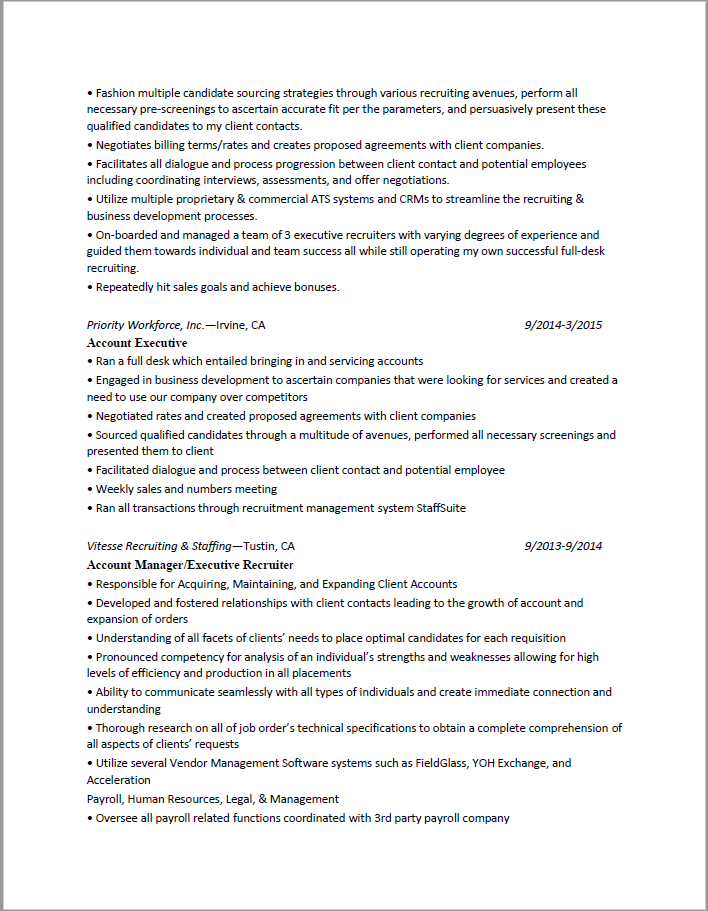 • Fashion multiple candidate sourcing strategies through various recruiting avenues, perform all
necessary pre-screenings to ascertain accurate fit per the parameters, and persuasively present these
qualified candidates to my client contacts.
• Negotiates billing terms/rates and creates proposed agreements with client companies.
• Facilitates all dialogue and process progression between client contact and potential employees
including coordinating interviews, assessments, and offer negotiations.
• Utilize multiple proprietary & commercial ATS systems and CRMs to streamline the recruiting &
business development processes.
• On-boarded and managed a team of 3 executive recruiters with varying degrees of experience and
guided them towards individual and team success all while still operating my own successful full-desk
recruiting.
• Repeatedly hit sales goals and achieve bonuses.
Priority Workforce, Inc.—Irvine, CA 9/2014-3/2015
Account Executive
• Ran a full desk which entailed bringing in and servicing accounts
• Engaged in business development to ascertain companies that were looking for services and created a
need to use our company over competitors
• Negotiated rates and created proposed agreements with client companies
• Sourced qualified candidates through a multitude of avenues, performed all necessary screenings and
presented them to client
• Facilitated dialogue and process between client contact and potential employee
• Weekly sales and numbers meeting
• Ran all transactions through recruitment management system StaffSuite
Vitesse Recruiting & Staffing—Tustin, CA 9/2013-9/2014
Account Manager/Executive Recruiter
• Responsible for Acquiring, Maintaining, and Expanding Client Accounts
• Developed and fostered relationships with client contacts leading to the growth of account and
expansion of orders
• Understanding of all facets of clients’ needs to place optimal candidates for each requisition
• Pronounced competency for analysis of an individual’s strengths and weaknesses allowing for high
levels of efficiency and production in all placements
• Ability to communicate seamlessly with all types of individuals and create immediate connection and
understanding
• Thorough research on all of job order’s technical specifications to obtain a complete comprehension of
all aspects of clients’ requests
• Utilize several Vendor Management Software systems such as FieldGlass, YOH Exchange, and
Acceleration
Payroll, Human Resources, Legal, & Management
• Oversee all payroll related functions coordinated with 3rd party payroll company